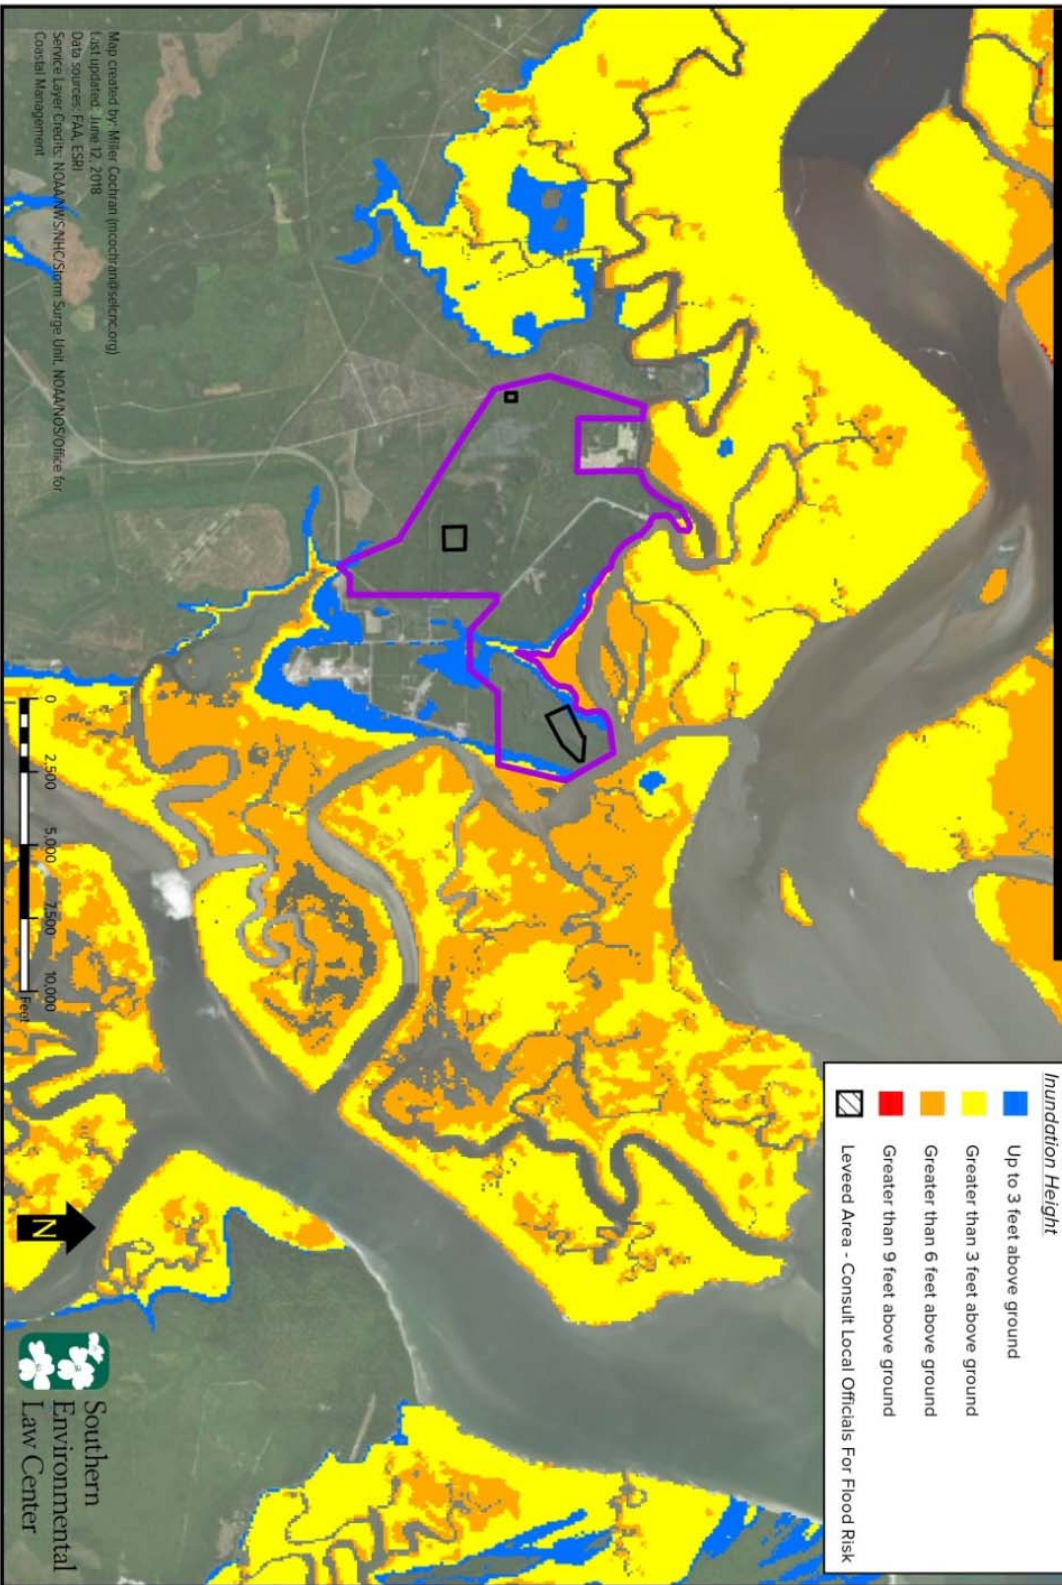 Inundation Height
Up to 3 feet above ground
Greater than 3 feet above ground
Greater than 6 feet above ground
Greater than 9 feet above ground
Leveed Area - Consult Local Officials For Flood Risk
Map created by: Miller Cochran (mcochran@selcnc.org)
Last updated: June 12, 2018
Data sources: FAA, ESRI
Service Layer Credits: NOAA/NWS/NHC/Storm Surge Unit, NOAA/NOS/Office for
Coastal Management
0 2,500 5,000 7,500 10,000
Feet
N
Southern
Environmental
Law Center